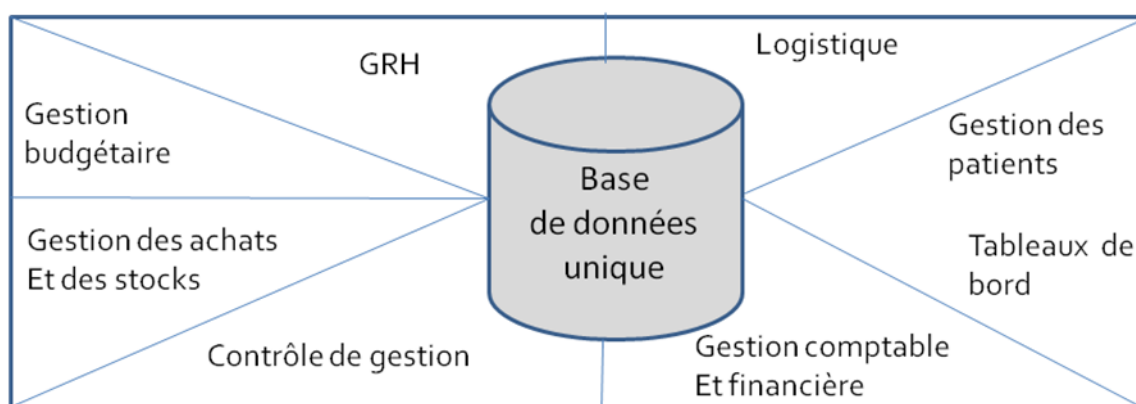 GRH
Logistique
Gestion
budgétaire
Gestion des
patients
Base
de données
unique
Gestion des achats
Et des stocks
Tableaux de
bord
Contrôle de gestion
Gestion comptable
Et financière